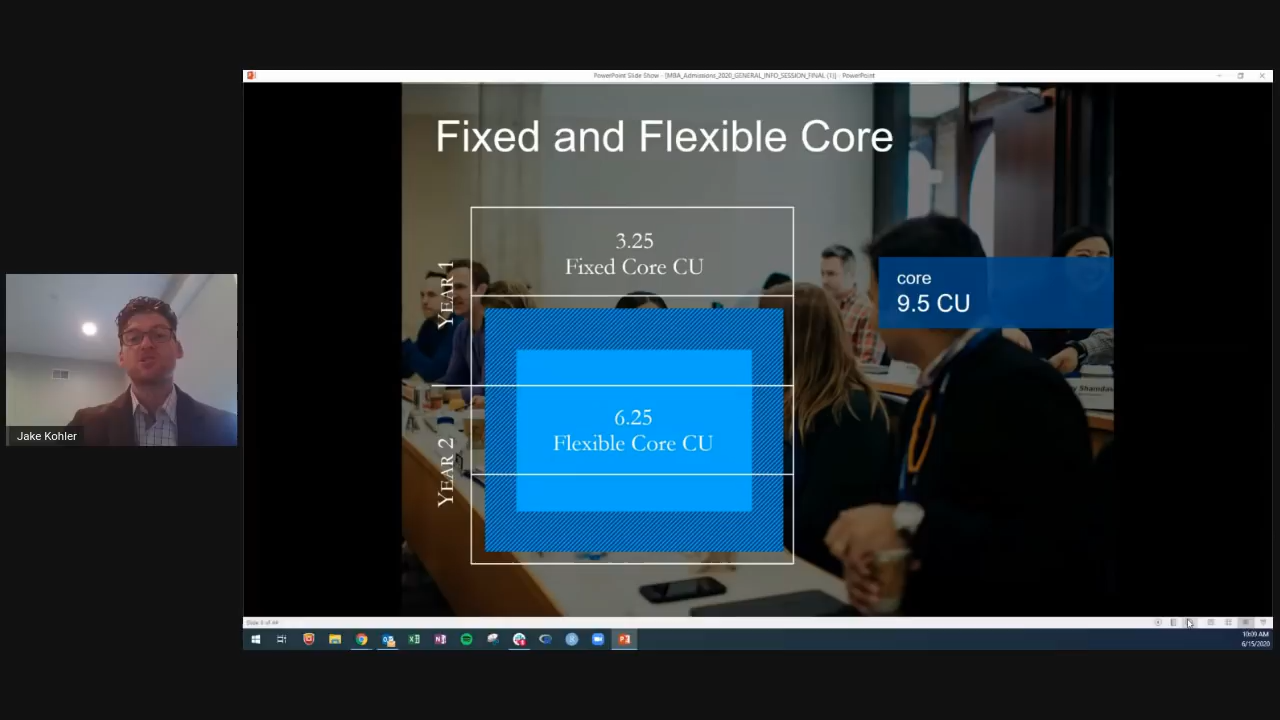 PowerPoint Slide Show - [MBA_Admissions_2020_GENERAL_INFO_SESSION_FINAL (1)] - PowerPoint
Fixed and Flexible Core
YEAR 1
3.25
Fixed Core CU
core
9.5 CU
YEAR 2
6.25
Flexible Core CU
Jake Kohler
10:09 AM
6/15/2020